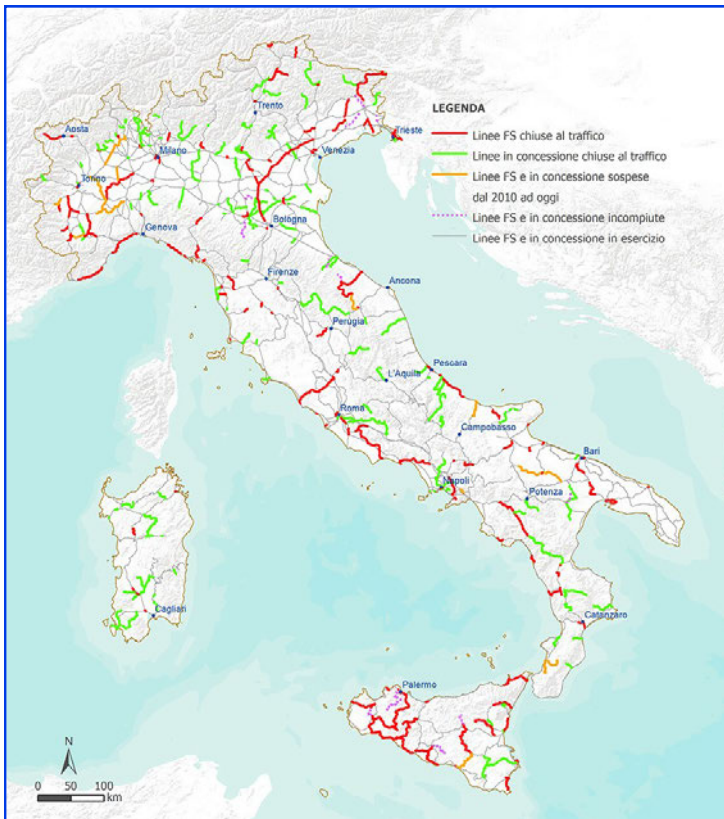 Trento
Aosta
Trieste
Milano
Venezia
Torino
Bologna
Genova
Firenze
Ancona
Perugia
Pescara
L'Aquila
Roma
Campobasso
Bari
Napoli
Potenza
Cagliari
Catanzaro
Palermo
LEGENDA
Linee FS chiuse al traffico
Linee in concessione chiuse al traffico
Linee FS e in concessione sospese
dal 2010 ad oggi
Linee FS e in concessione incompiute
Linee FS e in concessione in esercizio
N
0 50 100
km